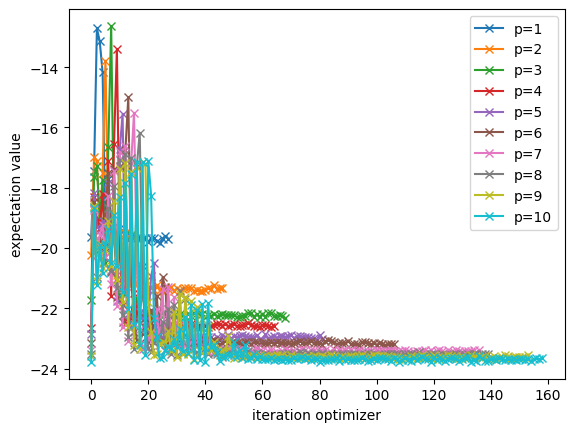 −14
−16
−18
−20
−22
−24
0
20
40
60
80
100
120
140
160
expectation value
iteration optimizer
p=1
p=2
p=3
p=4
p=5
p=6
p=7
p=8
p=9
p=10